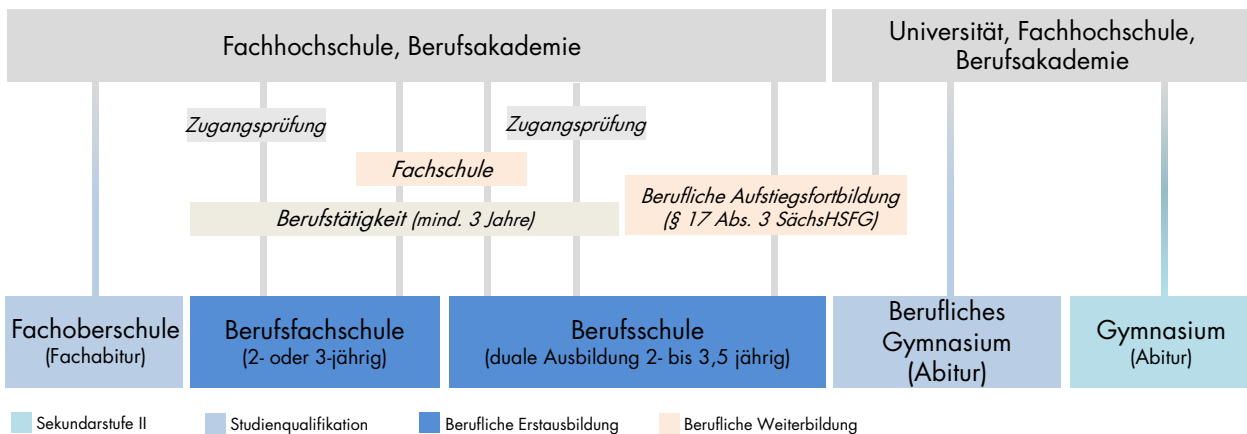 Fachhochschule, Berufsakademie
Universität, Fachhochschule,
Berufsakademie
Zugangsprüfung
Zugangsprüfung
Fachschule
Berufliche Aufstiegsfortbildung
(§ 17 Abs. 3 SächsHSFG)
Berufstätigkeit (mind. 3 Jahre)
Fachoberschule
(Fachabitur)
Berufsfachschule
(2- oder 3-jährig)
Berufsschule
(duale Ausbildung 2- bis 3,5 jährig)
Berufliches
Gymnasium
(Abitur)
Gymnasium
(Abitur)
Sekundarstufe II
Studienqualifikation
Berufliche Erstausbildung
Berufliche Weiterbildung